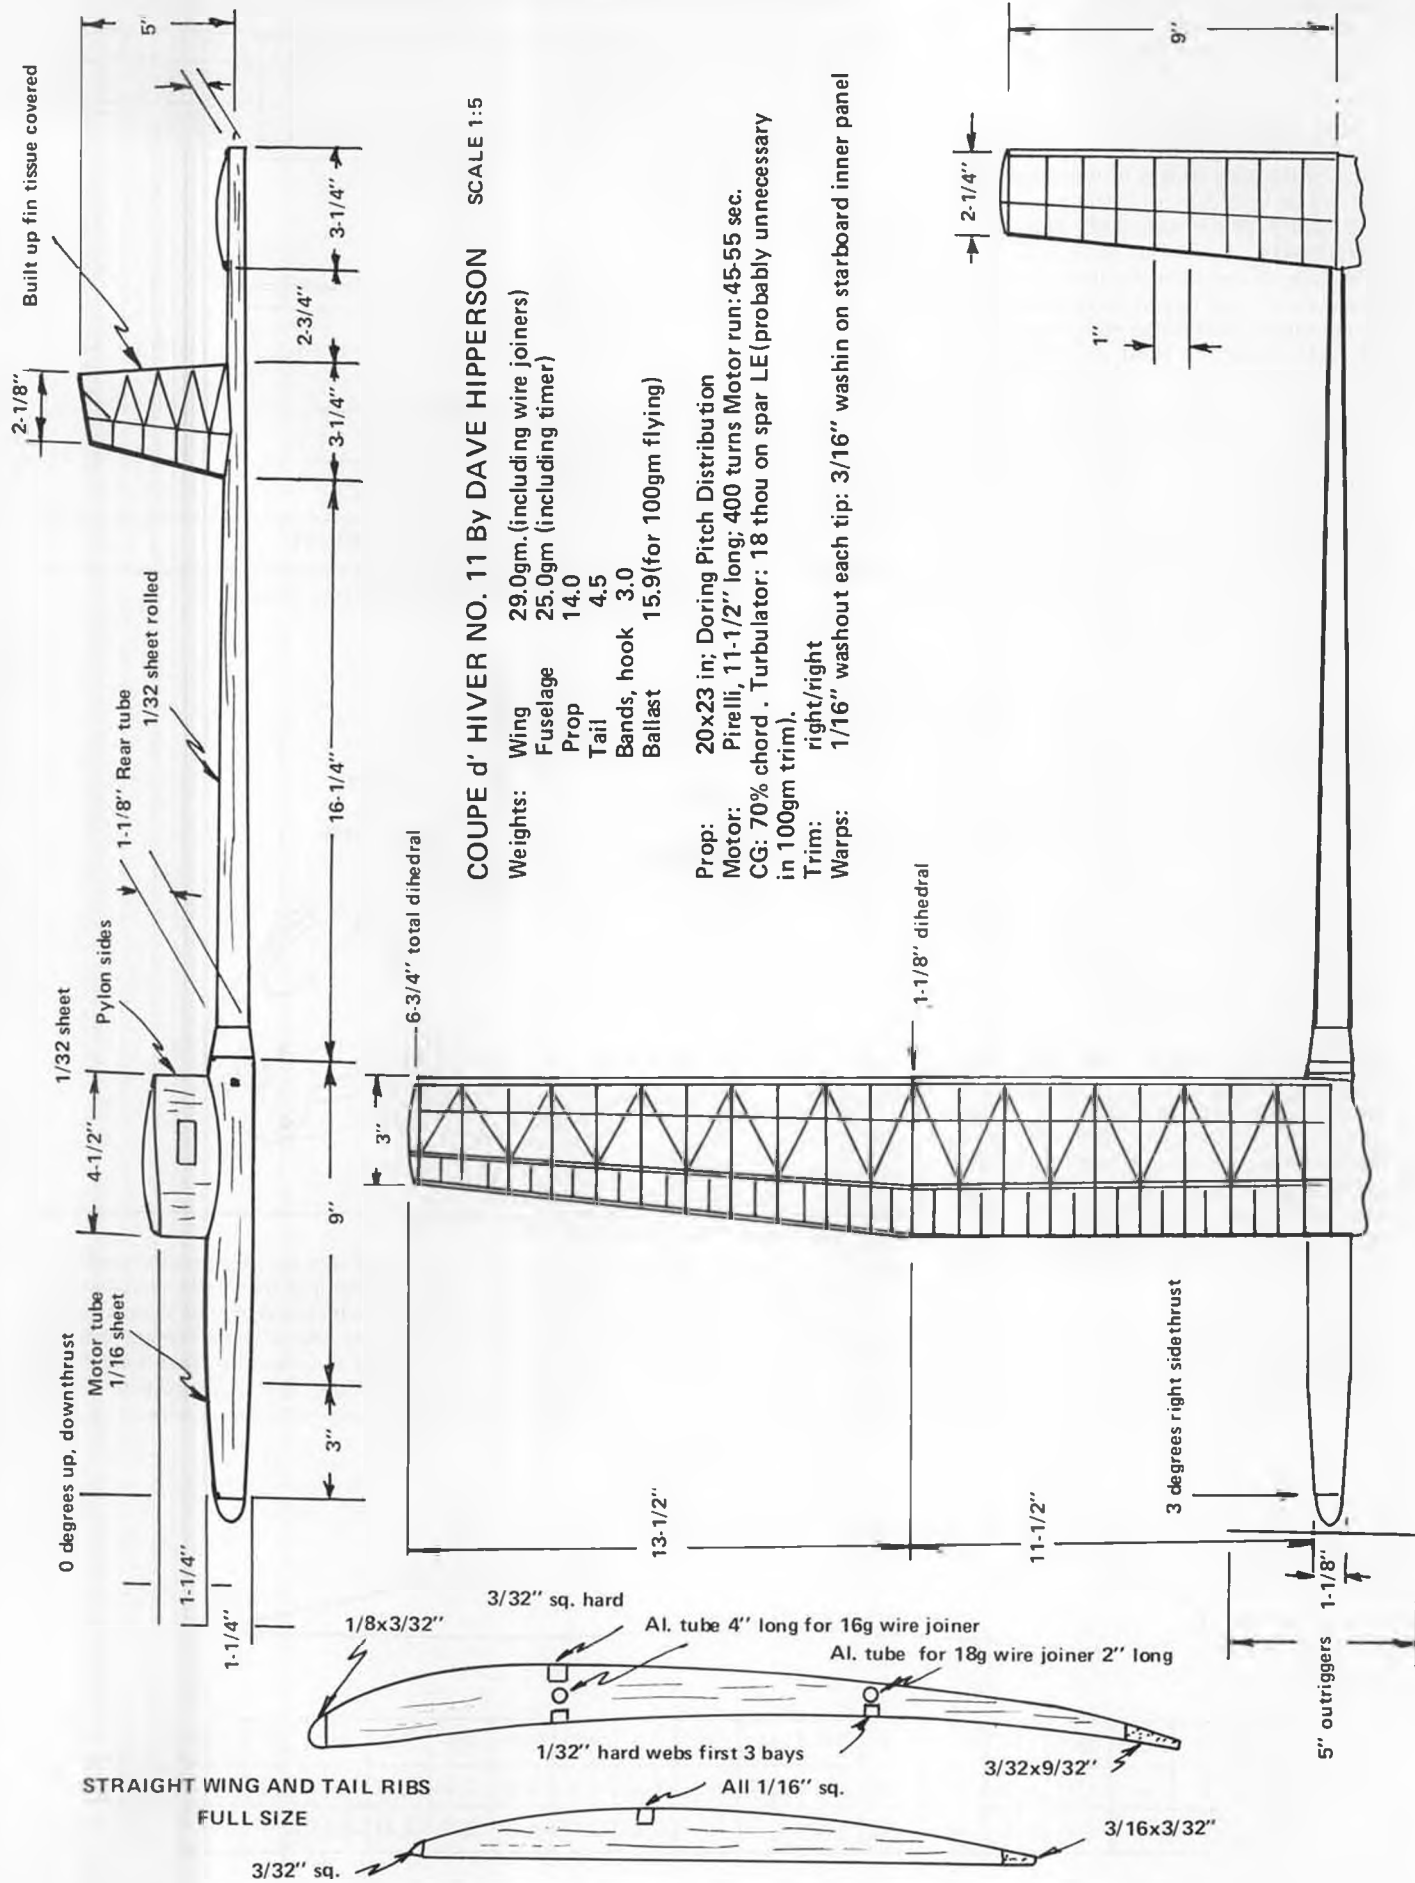 COUPE d' HIVER NO. 11 By DAVE HIPPERSON SCALE 1:5
Weights: Wing 29.0gm.(including wire joiners)
Fuselage 25.0gm (including timer)
Prop 14.0
Tail 4.5
Bands, hook 3.0
Ballast 15.9(for 100gm flying)
Prop: 20x23 in; Doring Pitch Distribution
Motor: Pirelli, 11-1/2" long; 400 turns Motor run:45-55 sec.
CG: 70% chord . Turbulator: 18 thou on spar LE(probably unnecessary
in 100gm trim).
Trim: right/right
Warps: 1/16" washout each tip: 3/16" washin on starboard inner panel
0 degrees up, downthrust
Motor tube
1/16 sheet
4-1/2"
1/32 sheet
Pylon sides
1-1/8" Rear tube
1/32 sheet rolled
2-1/8"
Built up fin tissue covered
5"
1-1/4"
1-1/4"
3"
9"
16-1/4"
3-1/4"
2-3/4"
3-1/4"
3"
6-3/4" total dihedral
1-1/8" dihedral
13-1/2"
11-1/2"
3 degrees right sidethrust
1-1/8"
5" outriggers
2-1/4"
1"
9"
3/32" sq. hard
1/8x3/32"
Al. tube 4" long for 16g wire joiner
Al. tube for 18g wire joiner 2" long
1/32" hard webs first 3 bays
3/32x9/32"
STRAIGHT WING AND TAIL RIBS
FULL SIZE
All 1/16" sq.
3/16x3/32"
3/32" sq.